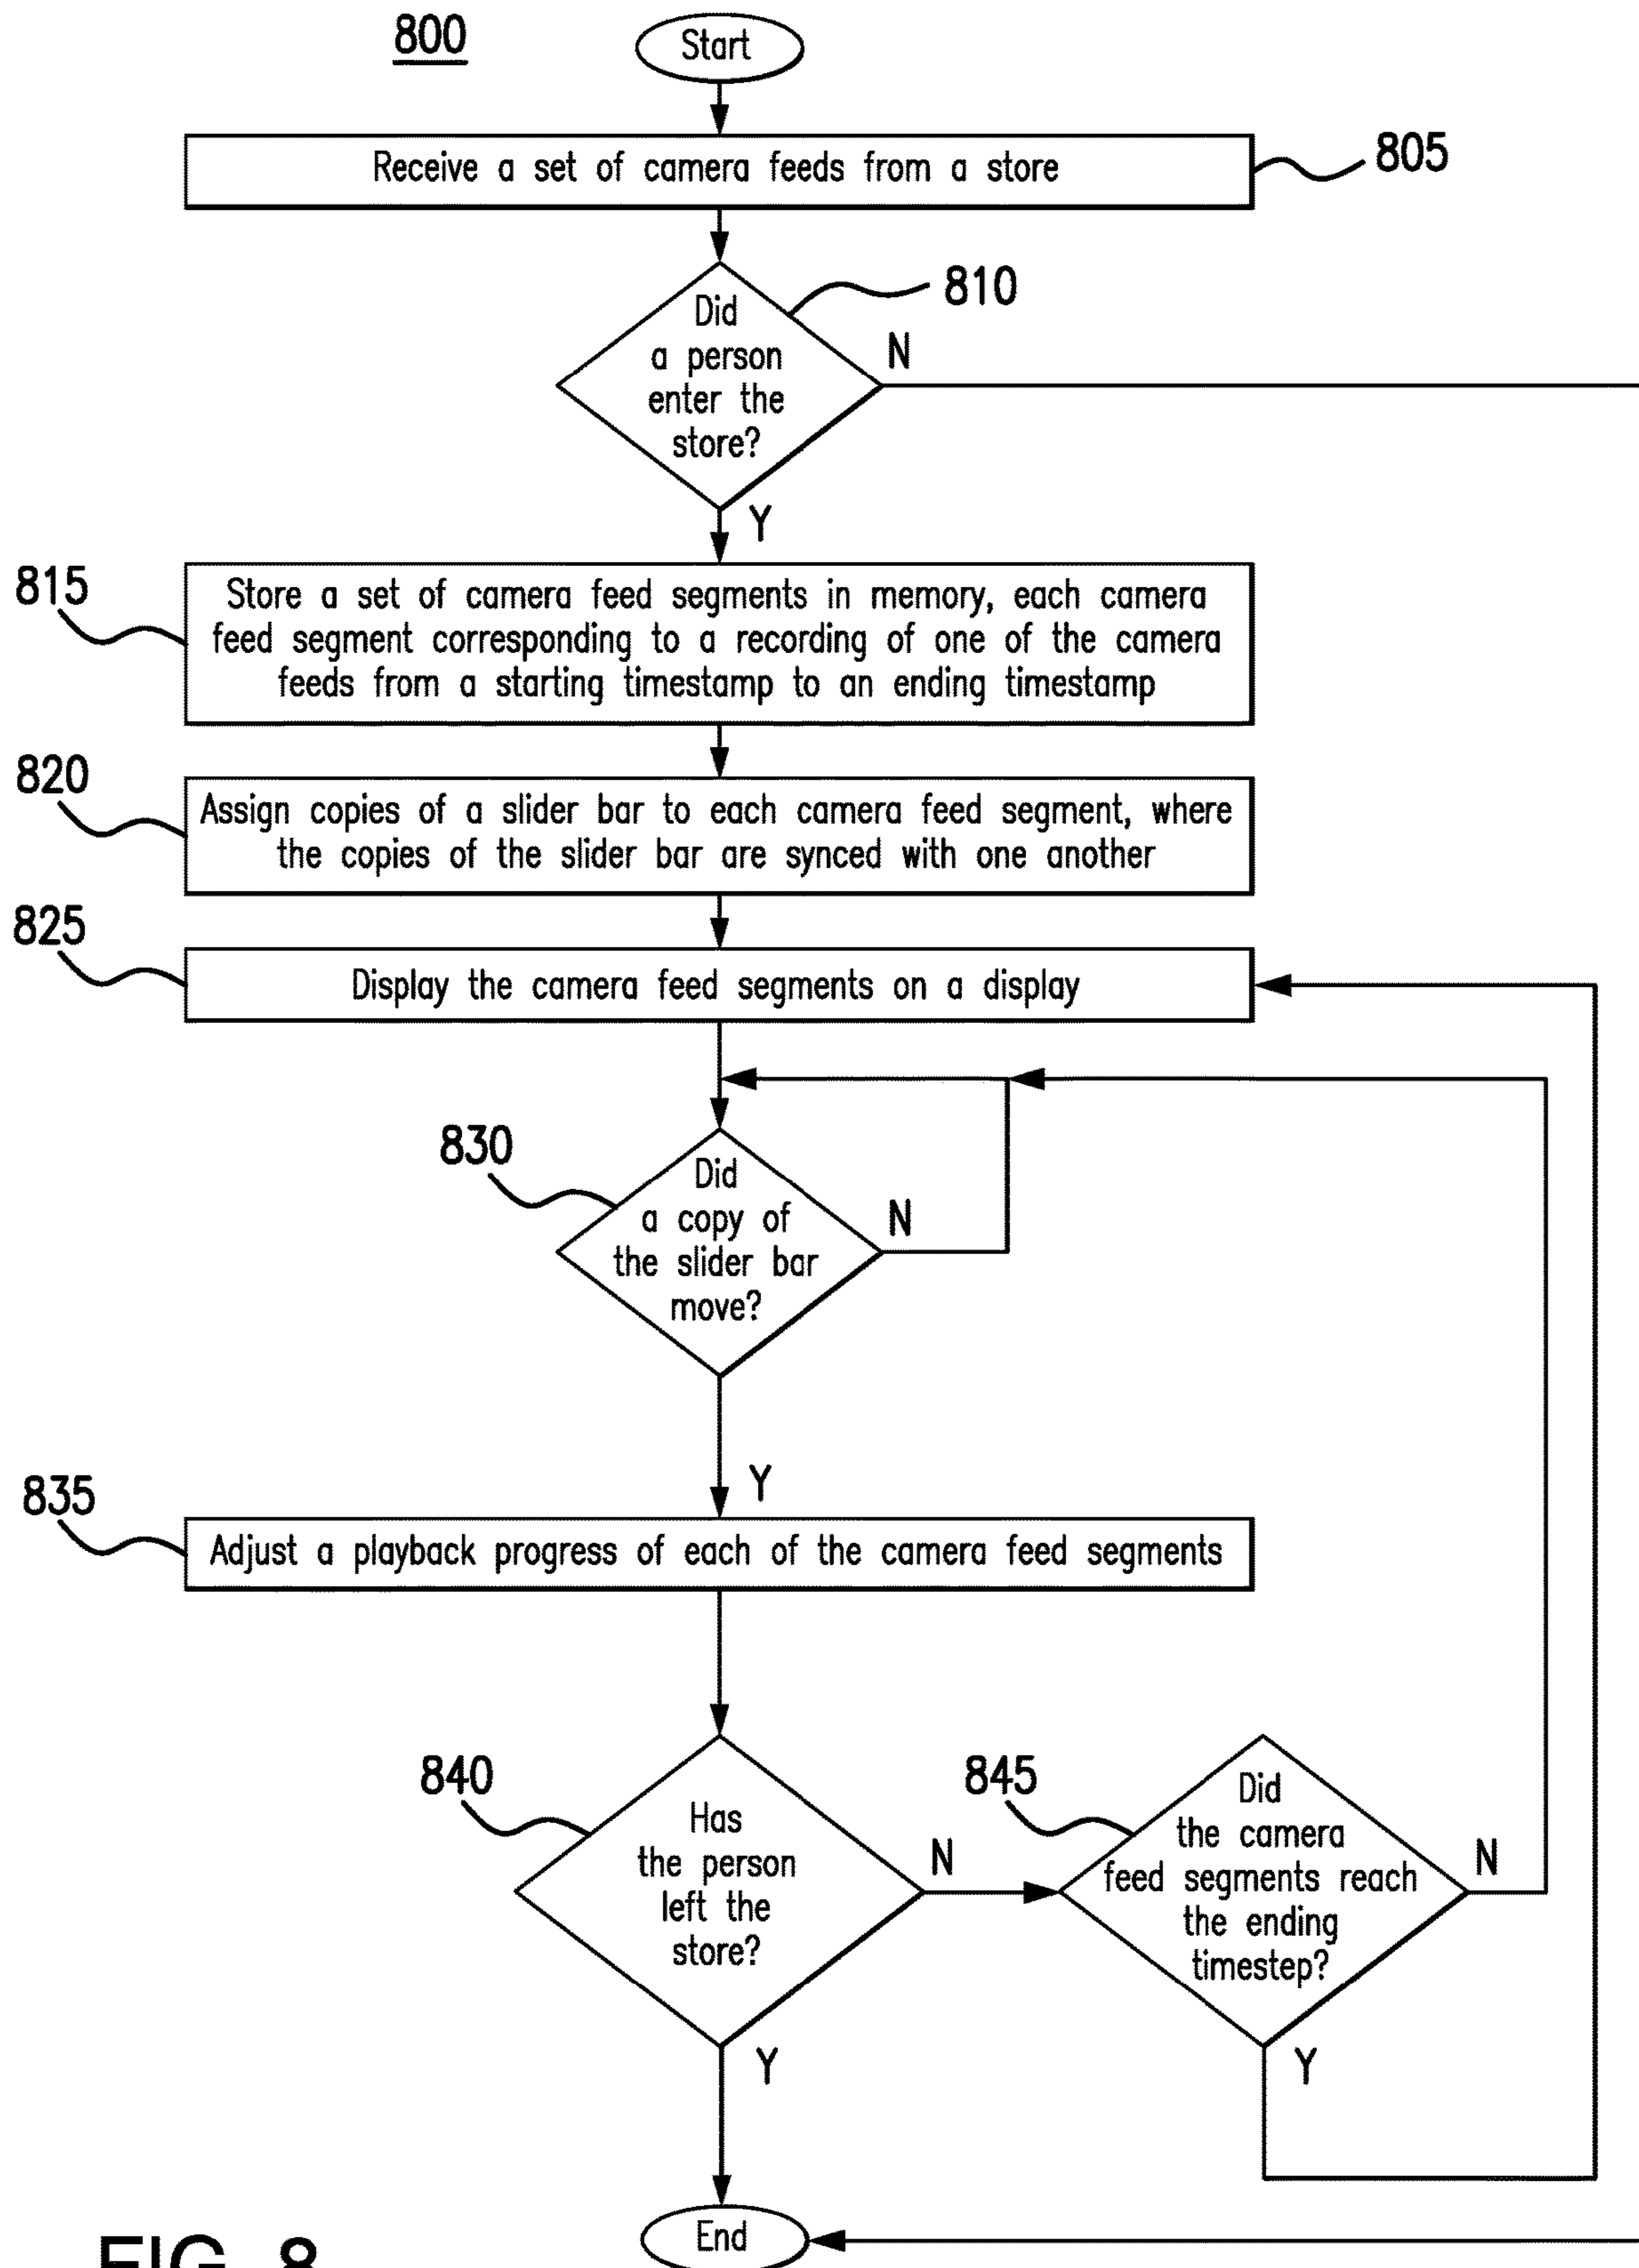 800
Start
Receive a set of camera feeds from a store
805
810
Did
a person
enter the
store?
N
Y
815
Store a set of camera feed segments in memory, each camera
feed segment corresponding to a recording of one of the camera
feeds from a starting timestamp to an ending timestamp
820
Assign copies of a slider bar to each camera feed segment, where
the copies of the slider bar are synced with one another
825
Display the camera feed segments on a display
830
Did
a copy of
the slider bar
move?
N
Y
835
Adjust a playback progress of each of the camera feed segments
840
Has
the person
left the
store?
N
Y
845
Did
the camera
feed segments reach
the ending
timestep?
N
Y
End
FIG. 8